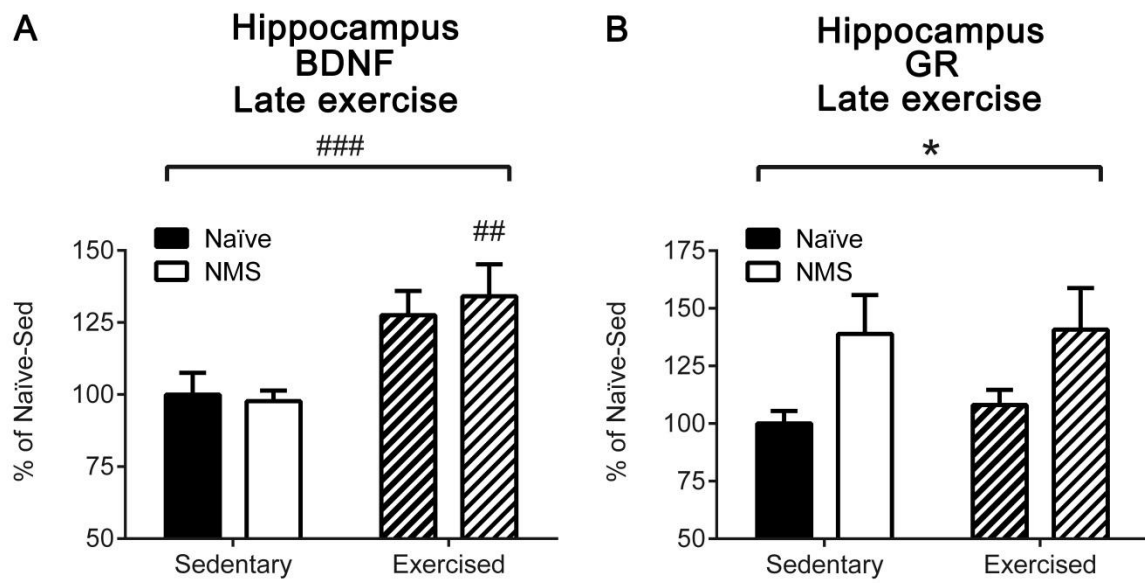 A
Hippocampus
BDNF
Late exercise
###
Naïve
NMS
##
150
125
100
75
50
% of Naïve-Sed
Sedentary
Exercised
B
Hippocampus
GR
Late exercise
*
Naïve
NMS
175
150
125
100
75
50
% of Naïve-Sed
Sedentary
Exercised